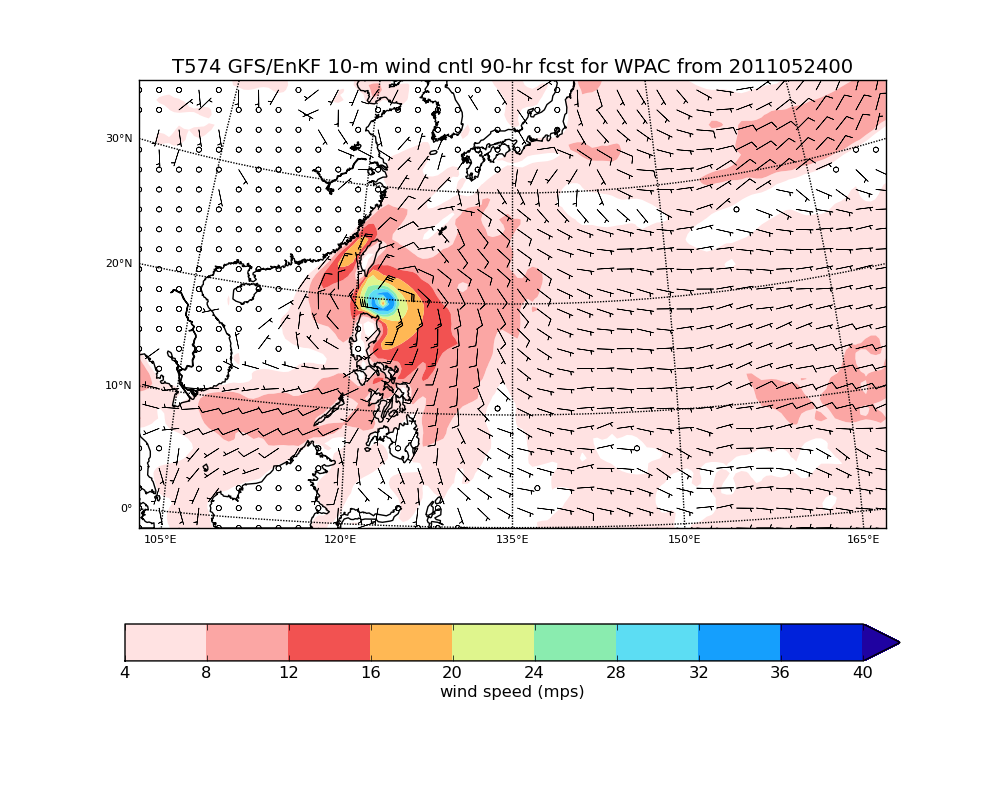 T574 GFS/EnKF 10-m wind cntl 90-hr fcst for WPAC from 2011052400
30°N
20°N
10°N
0°
105°E 120°E 135°E 150°E 165°E
4 8 12 16 20 24 28 32 36 40
wind speed (mps)